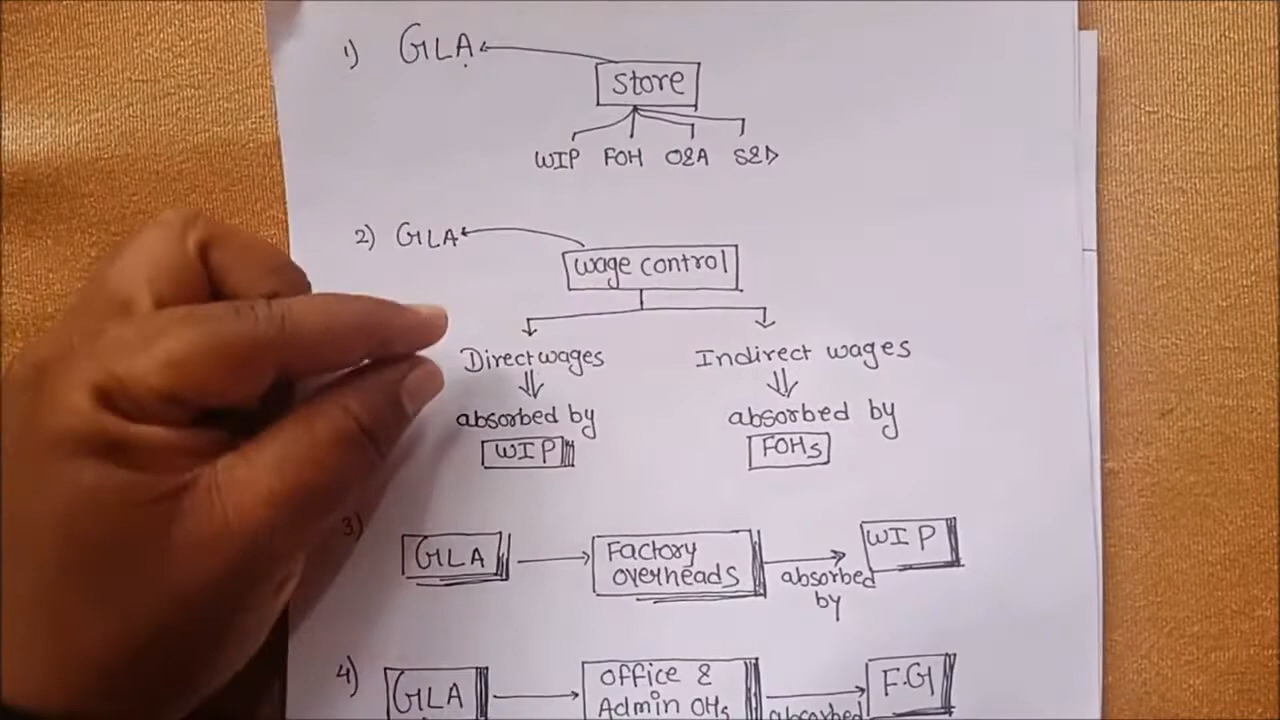 1) GLA
Store
WIP FOH O&A S&D
2) GLA
Wage control
Direct wages Indirect wages
absorbed by absorbed by
WIP FOHs
3) GLA Factory overheads absorbed by WIP
4) GLA Office & Admin OHs absorbed F.G